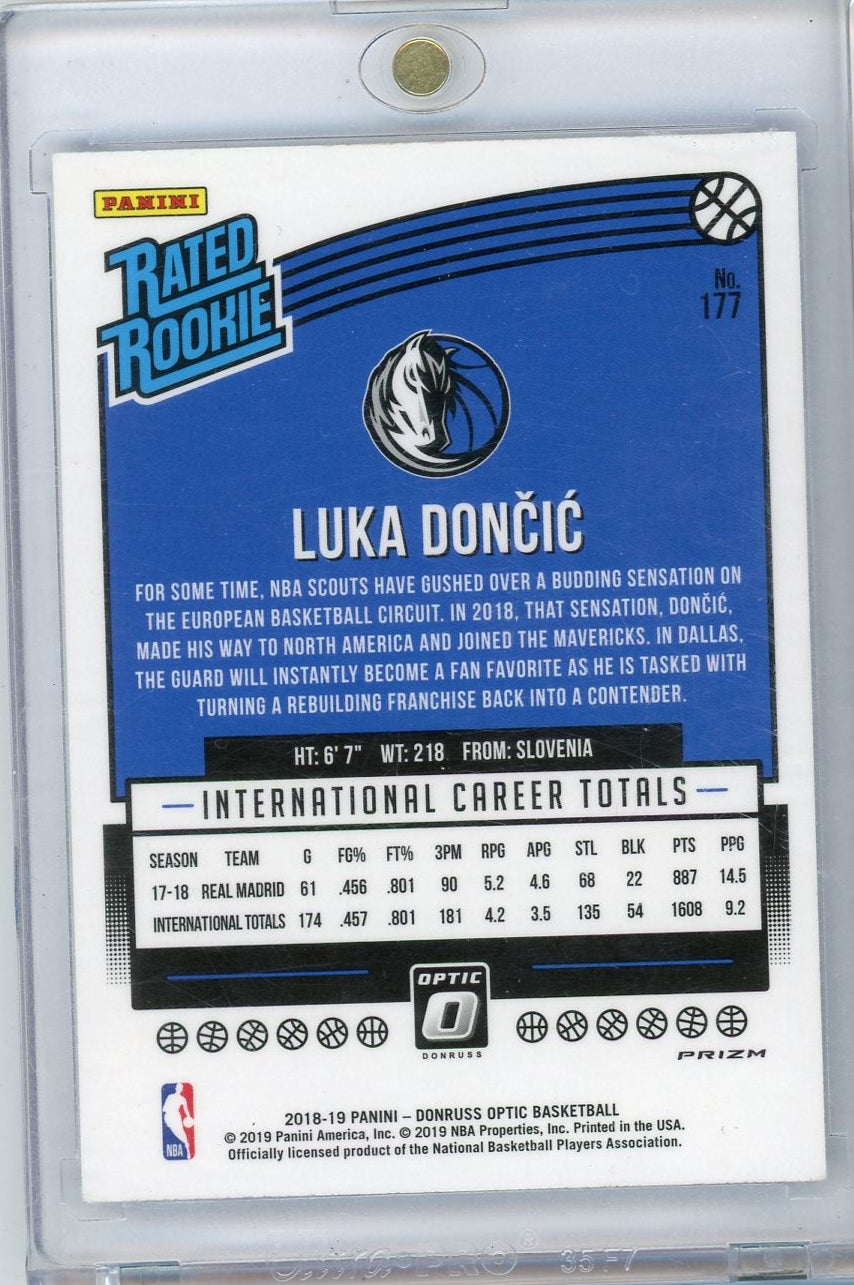 PANINI
RATED
ROOKIE
No.
177
LUKA DONČIĆ
FOR SOME TIME, NBA SCOUTS HAVE GUSHED OVER A BUDDING SENSATION ON
THE EUROPEAN BASKETBALL CIRCUIT. IN 2018, THAT SENSATION, DONČIĆ,
MADE HIS WAY TO NORTH AMERICA AND JOINED THE MAVERICKS. IN DALLAS,
THE GUARD WILL INSTANTLY BECOME A FAN FAVORITE AS HE IS TASKED WITH
TURNING A REBUILDING FRANCHISE BACK INTO A CONTENDER.
HT: 6' 7" WT: 218 FROM: SLOVENIA
INTERNATIONAL CAREER TOTALS
SEASON TEAM G FG% FT% 3PM RPG APG STL BLK PTS PPG
17-18 REAL MADRID 61 .456 .801 90 5.2 4.6 68 22 887 14.5
INTERNATIONAL TOTALS 174 .457 .801 181 4.2 3.5 135 54 1608 9.2
OPTIC
O
DONRUSS
PRIZM
NBA
2018-19 PANINI – DONRUSS OPTIC BASKETBALL
© 2019 Panini America, Inc. © 2019 NBA Properties, Inc. Printed in the USA.
Officially licensed product of the National Basketball Players Association.
Ultra PRO® 35 F7